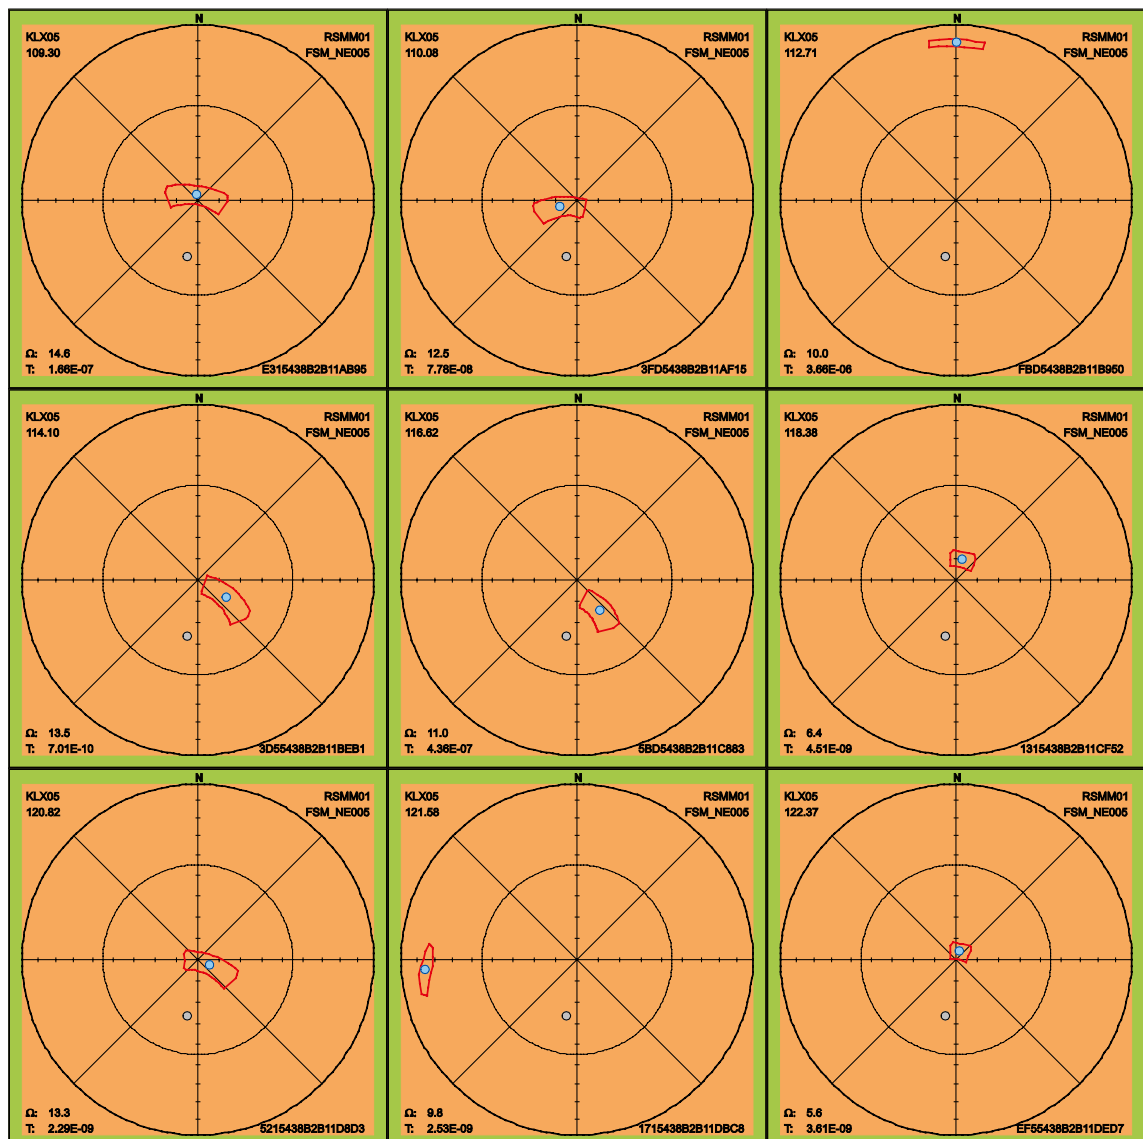 N
KLX05 RSMM01
109.30 FSM_NE005
Ω: 14.6
T: 1.66E-07 E315438B2B11AB95
N
KLX05 RSMM01
110.08 FSM_NE005
Ω: 12.5
T: 7.78E-08 3FD5438B2B11AF15
N
KLX05 RSMM01
112.71 FSM_NE005
Ω: 10.0
T: 3.66E-06 FBD5438B2B11B950
N
KLX05 RSMM01
114.10 FSM_NE005
Ω: 13.5
T: 7.01E-10 3D55438B2B11BEB1
N
KLX05 RSMM01
116.62 FSM_NE005
Ω: 11.0
T: 4.36E-07 5BD5438B2B11C883
N
KLX05 RSMM01
118.38 FSM_NE005
Ω: 6.4
T: 4.51E-09 1315438B2B11CF52
N
KLX05 RSMM01
120.82 FSM_NE005
Ω: 13.3
T: 2.29E-09 5215438B2B11D8D3
N
KLX05 RSMM01
121.58 FSM_NE005
Ω: 9.8
T: 2.53E-09 1715438B2B11DBC8
N
KLX05 RSMM01
122.37 FSM_NE005
Ω: 5.6
T: 3.61E-09 EF55438B2B11DED7